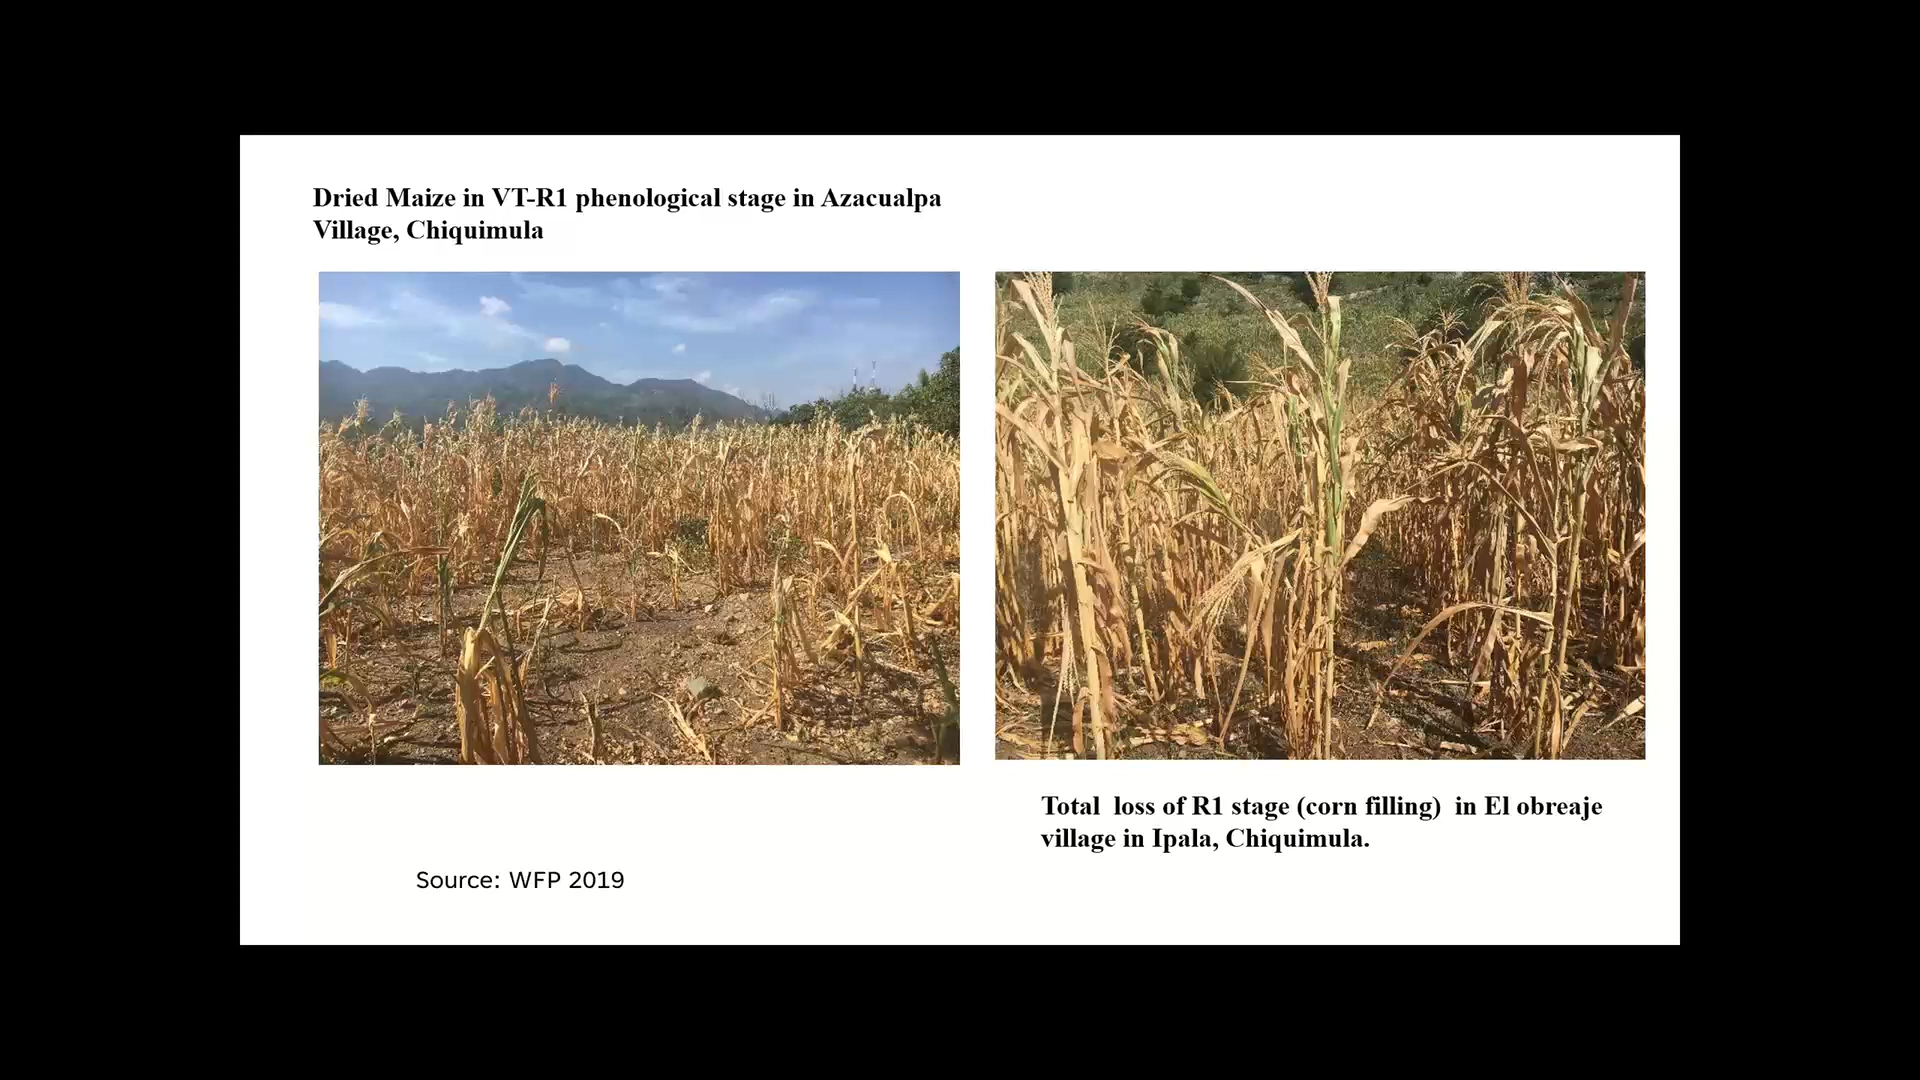 Dried Maize in VT-R1 phenological stage in Azacualpa
Village, Chiquimula
Total  loss of R1 stage (corn filling)  in El obreaje
village in Ipala, Chiquimula.
Source: WFP 2019